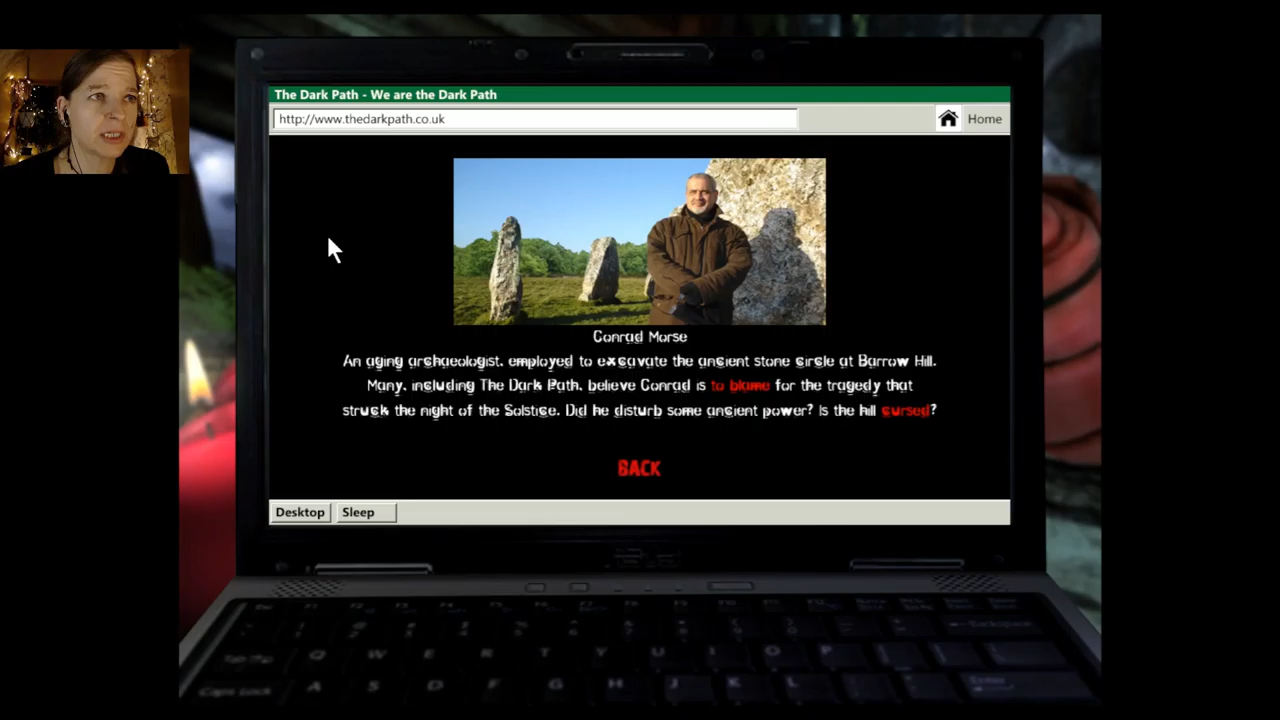 The Dark Path - We are the Dark Path
http://www.thedarkpath.co.uk
Home
Conrad Morse
An aging archaeologist, employed to excavate the ancient stone circle at Barrow Hill.
Many, including The Dark Path, believe Conrad is to blame for the tragedy that
struck the night of the Solstice. Did he disturb some ancient power? Is the hill cursed?
BACK
Desktop
Sleep
Q W E R T Y U I O P
Caps Lock A S D F G H J K L